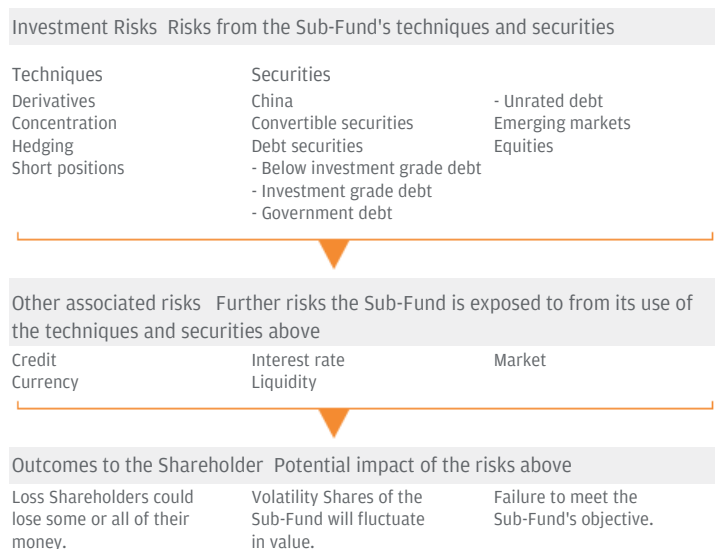 Investment Risks Risks from the Sub-Fund's techniques and securities
Techniques
Derivatives
Concentration
Hedging
Short positions
Securities
China
Convertible securities
Debt securities
- Below investment grade debt
- Investment grade debt
- Government debt
- Unrated debt
Emerging markets
Equities
Other associated risks Further risks the Sub-Fund is exposed to from its use of
the techniques and securities above
Credit
Currency
Interest rate
Liquidity
Market
Outcomes to the Shareholder Potential impact of the risks above
Loss Shareholders could
lose some or all of their
money.
Volatility Shares of the
Sub-Fund will fluctuate
in value.
Failure to meet the
Sub-Fund's objective.